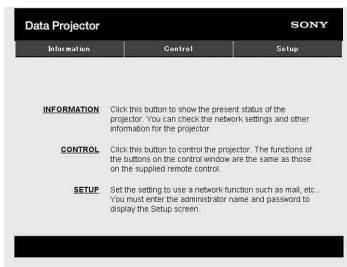 Data Projector SONY
Information Control Setup
INFORMATION Click this button to show the present status of the
projector. You can check the network settings and other
information for the projector.
CONTROL Click this button to control the projector. The functions of
the buttons on the control window are the same as those
on the supplied remote control.
SETUP Set the setting to use a network function such as mail, etc..
You must enter the administrator name and password to
display the Setup screen.